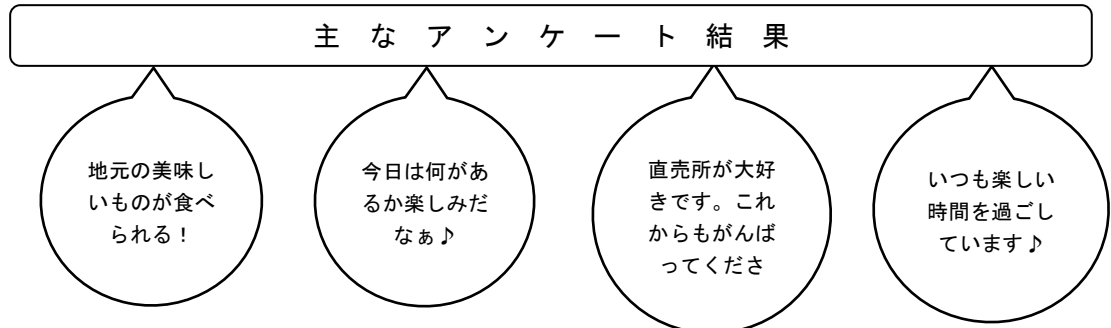 主なアンケート結果
地元の美味し
いものが食べ
られる！
今日は何があ
るか楽しみだ
なぁ♪
直売所が大好
きです。これ
からもがんば
ってくださ
いつも楽しい
時間を過ごし
ています♪